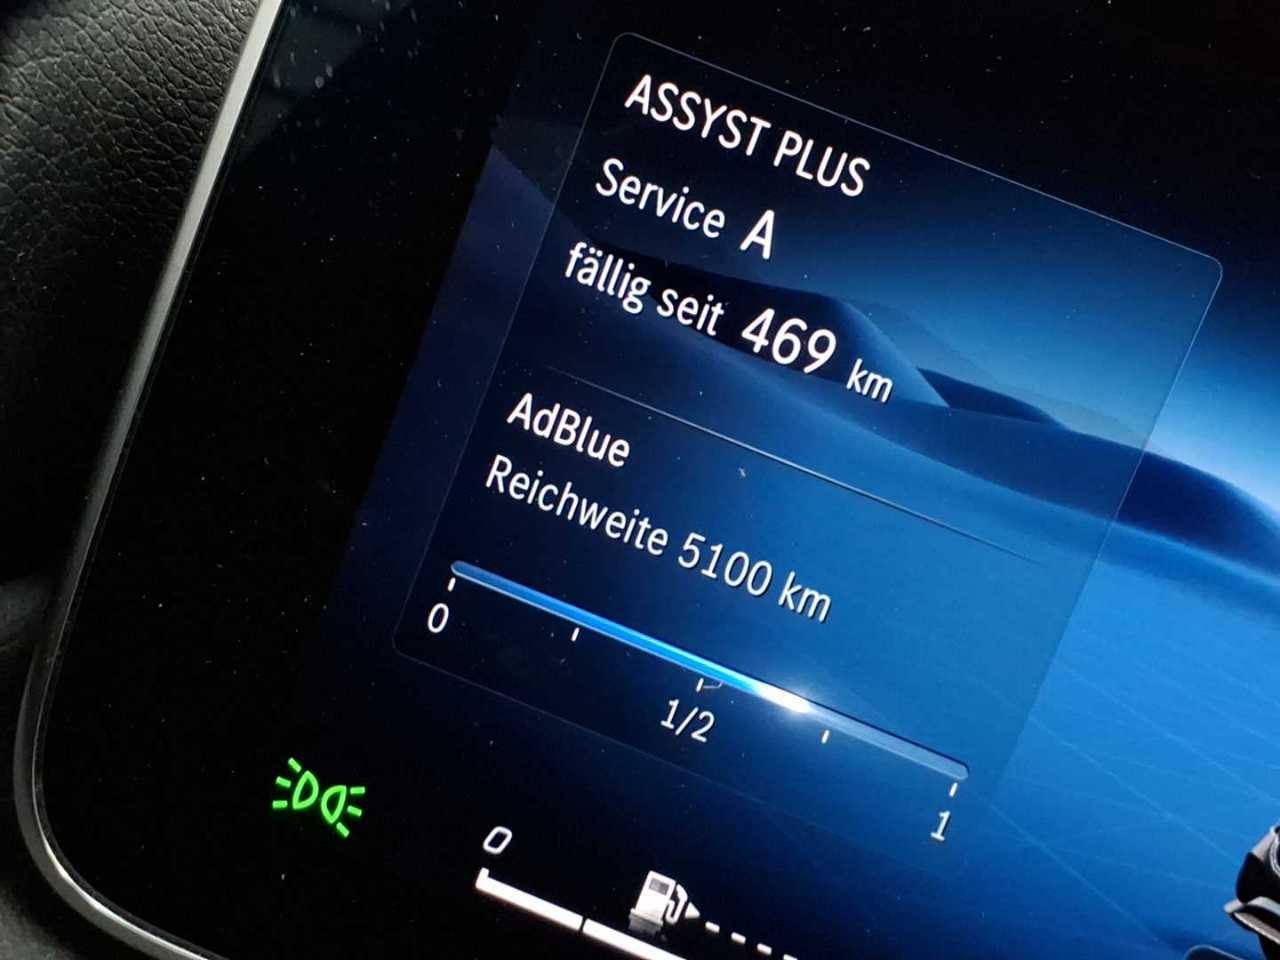 ASSYST PLUS
Service A
fällig seit 469 km
AdBlue
Reichweite 5100 km
0
1/2
1
0